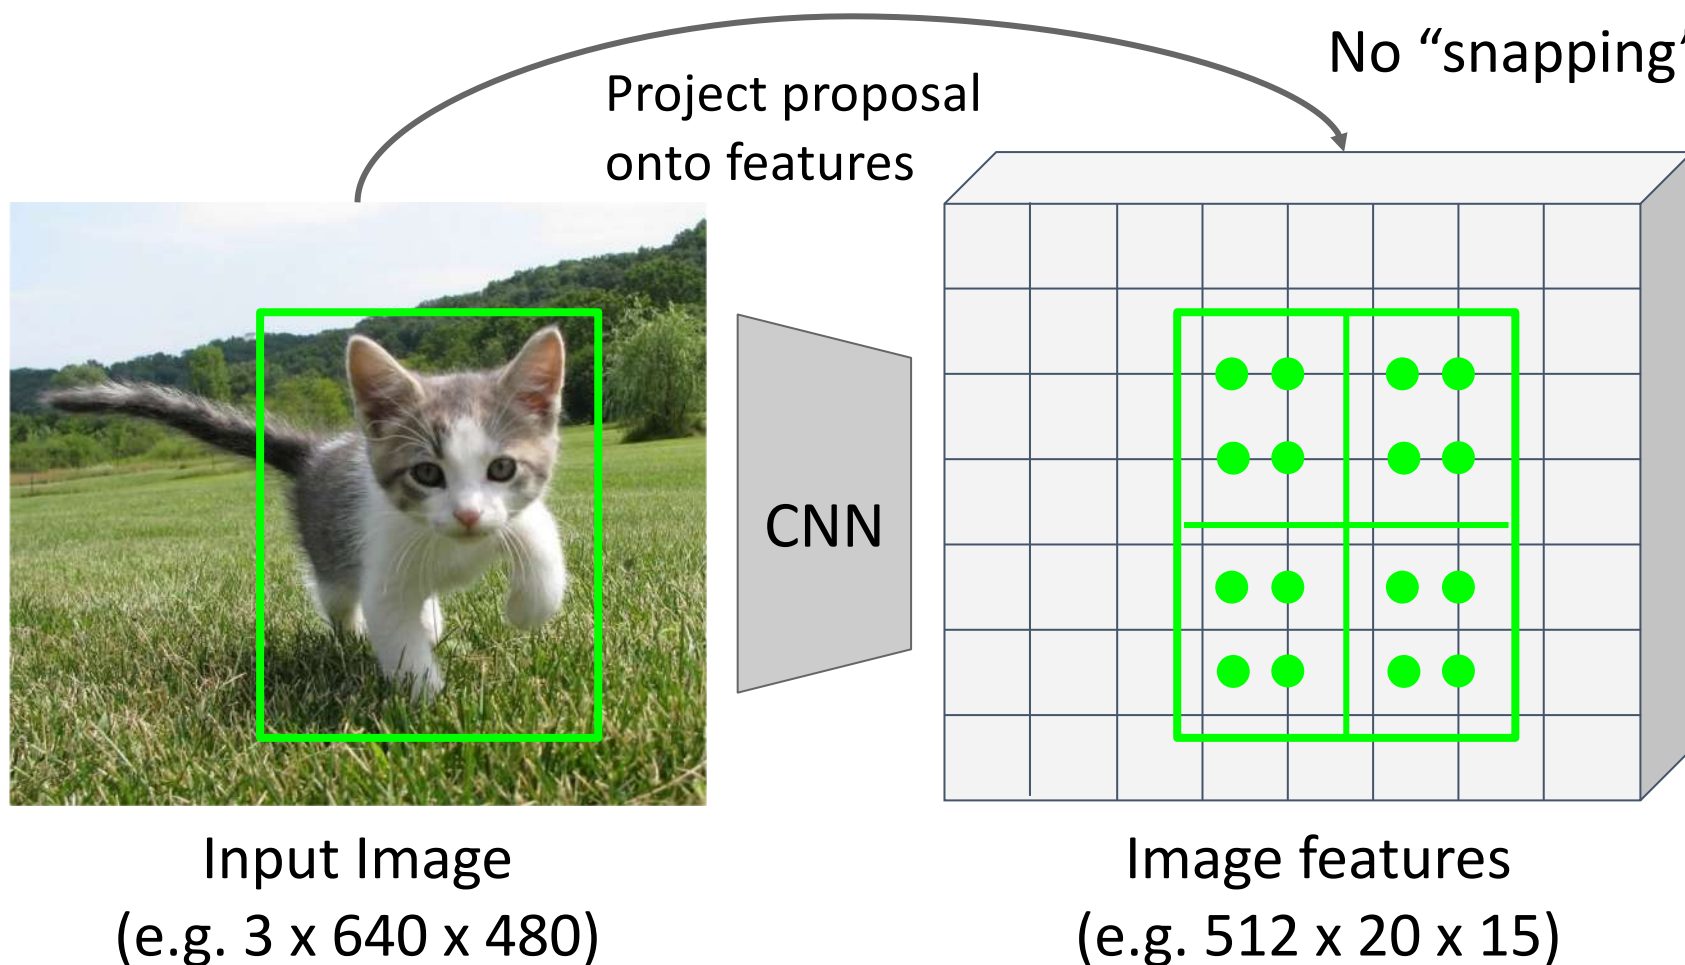 No “snapping”
Project proposal
onto features
CNN
Input Image
(e.g. 3 x 640 x 480)
Image features
(e.g. 512 x 20 x 15)